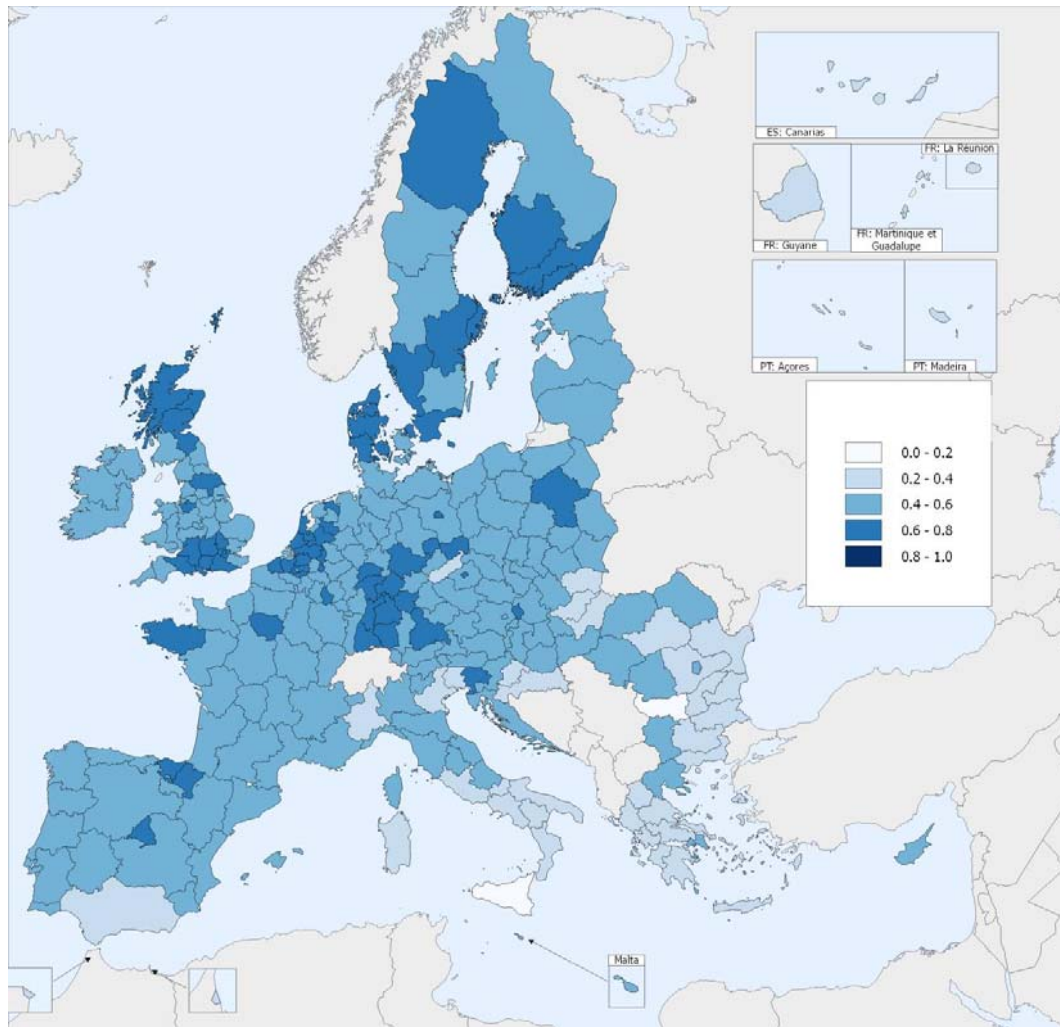 ES: Canarias
FR: La Réunion
FR: Guyane
FR: Martinique et
Guadalupe
PT: Açores
PT: Madeira
0.0 - 0.2
0.2 - 0.4
0.4 - 0.6
0.6 - 0.8
0.8 - 1.0
Malta